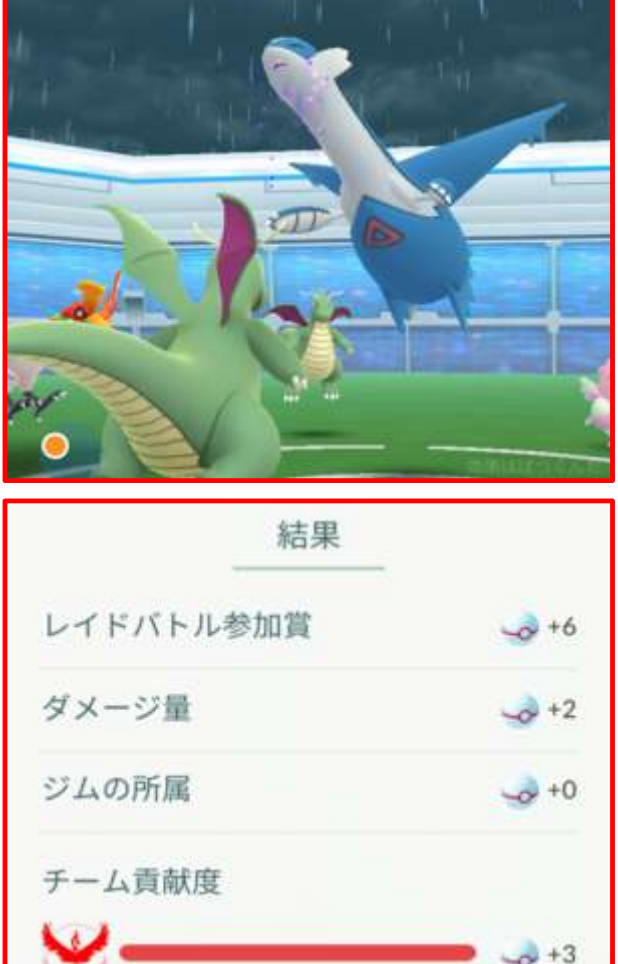 結果
レイドバトル参加賞 +6
ダメージ量 +2
ジムの所属 +0
チーム貢献度
+3